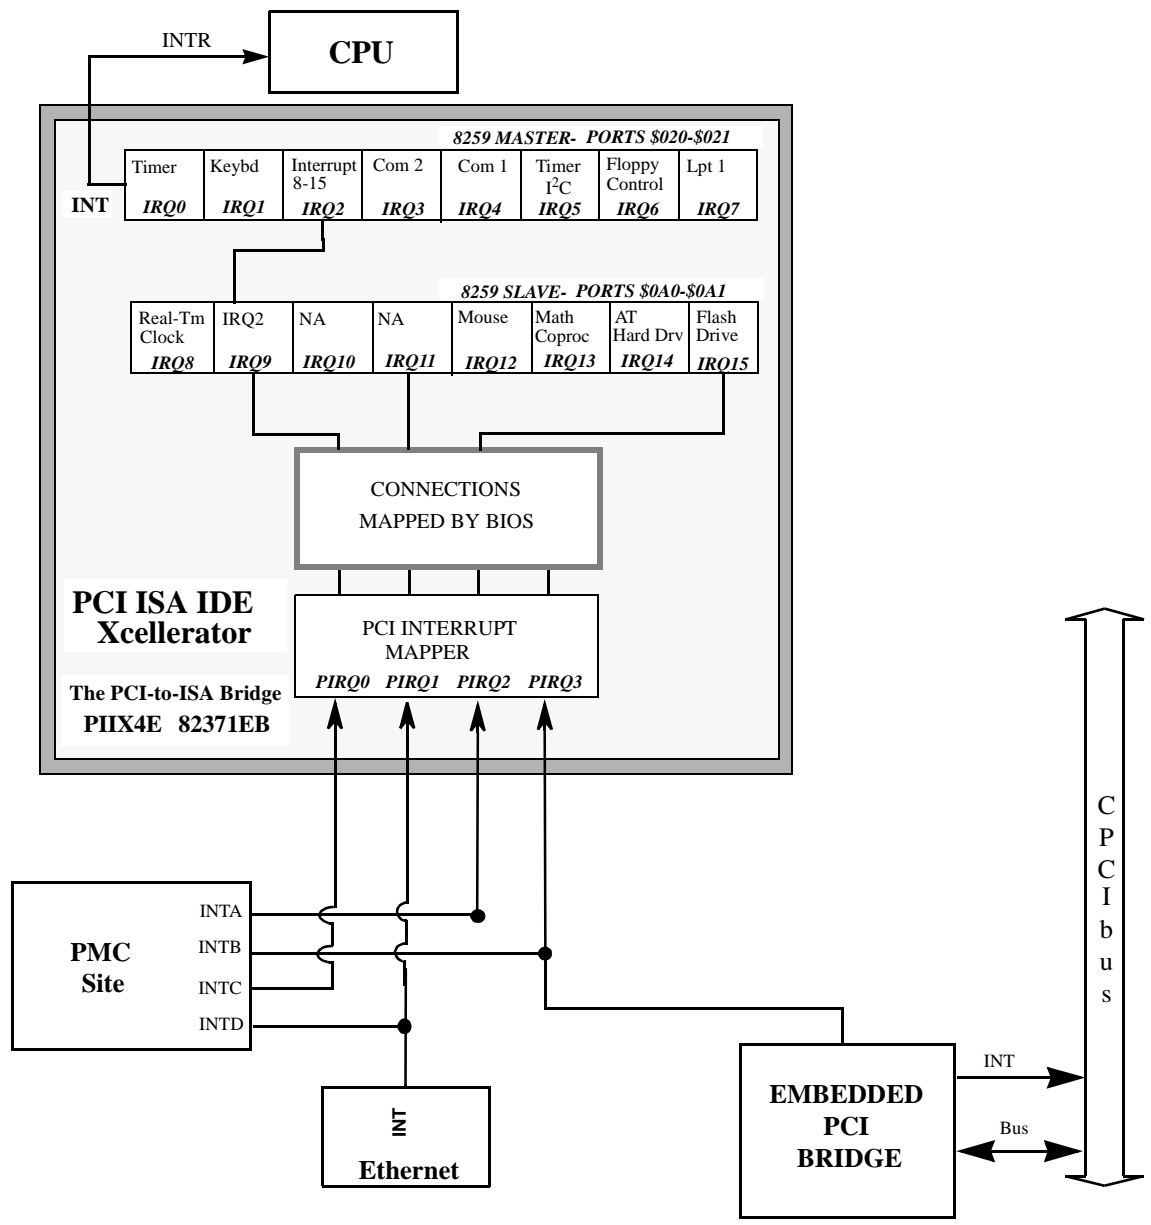 INTR
CPU
8259 MASTER- PORTS $020-$021
Timer
IRQ0
Keybd
IRQ1
Interrupt
8-15
IRQ2
Com 2
IRQ3
Com 1
IRQ4
Timer
I²C
IRQ5
Floppy
Control
IRQ6
Lpt 1
IRQ7
INT
8259 SLAVE- PORTS $0A0-$0A1
Real-Tm
Clock
IRQ8
IRQ2
IRQ9
NA
IRQ10
NA
IRQ11
Mouse
IRQ12
Math
Coproc
IRQ13
AT
Hard Drv
IRQ14
Flash
Drive
IRQ15
CONNECTIONS
MAPPED BY BIOS
PCI ISA IDE
Xcellerator
PCI INTERRUPT
MAPPER
PIRQ0 PIRQ1 PIRQ2 PIRQ3
The PCI-to-ISA Bridge
PIIX4E 82371EB
CPCIbus
PMC
Site
INTA
INTB
INTC
INTD
INT
Ethernet
EMBEDDED
PCI
BRIDGE
INT
Bus